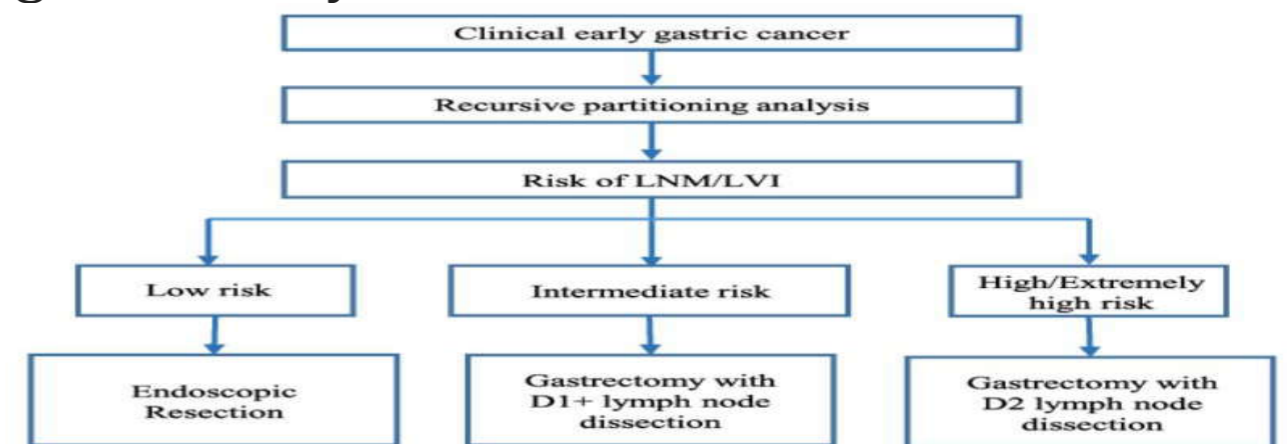 Clinical early gastric cancer
Recursive partitioning analysis
Risk of LNM/LVI
Low risk
Intermediate risk
High/Extremely
high risk
Endoscopic
Resection
Gastrectomy with
D1+ lymph node
dissection
Gastrectomy with
D2 lymph node
dissection